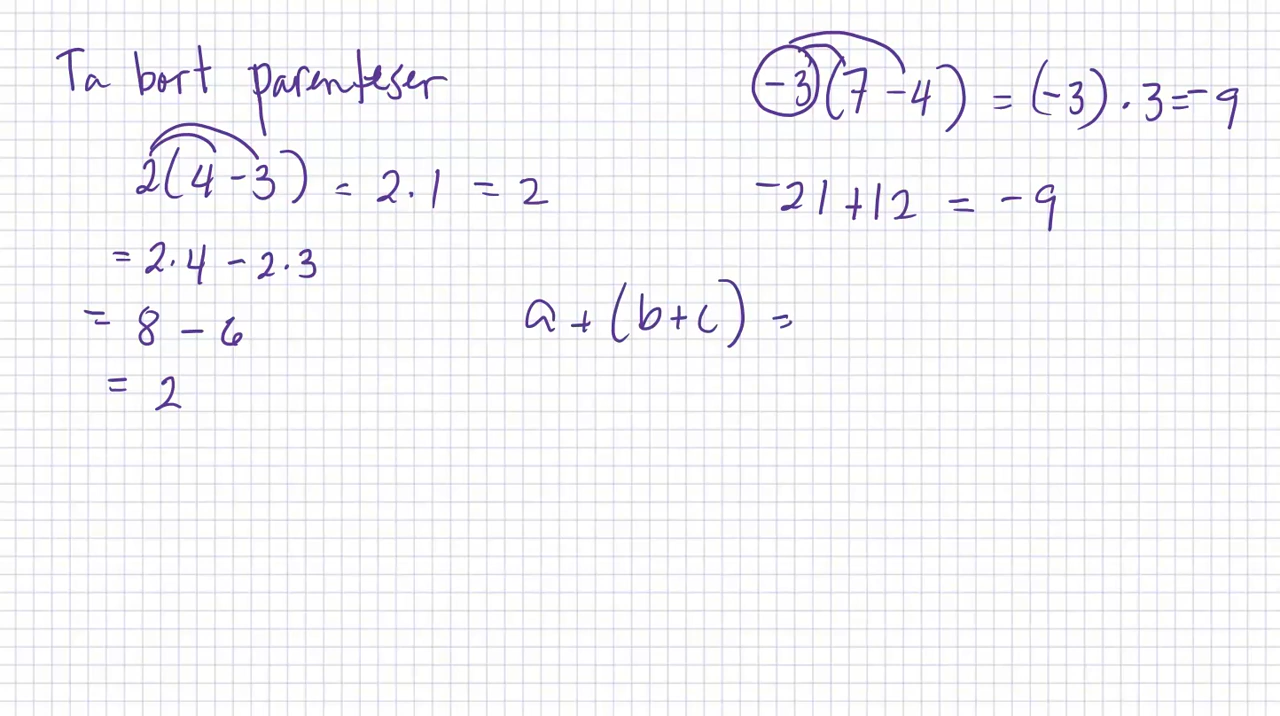 Ta bort parenteser
2(4-3) = 2·1 = 2
= 2·4 - 2·3
= 8 - 6
= 2
-3(7-4) = (-3)·3 = -9
-21+12 = -9
a+(b+c) =